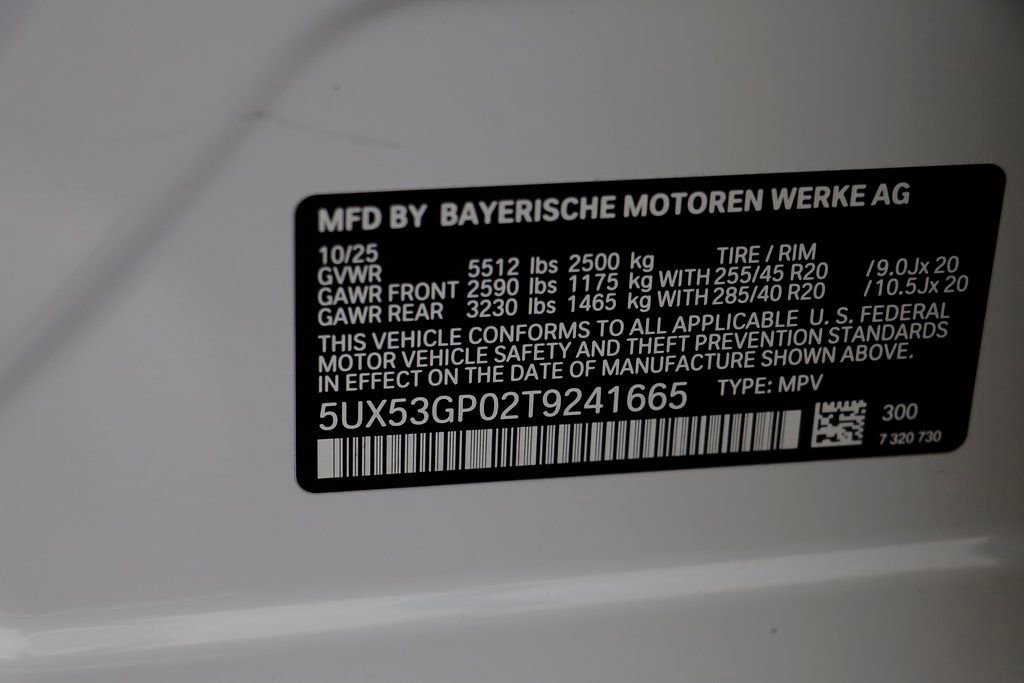 MFD BY BAYERISCHE MOTOREN WERKE AG
10/25 TIRE / RIM
GVWR 5512 lbs 2500 kg
GAWR FRONT 2590 lbs 1175 kg WITH 255/45 R20 /9.0Jx 20
GAWR REAR 3230 lbs 1465 kg WITH 285/40 R20 /10.5Jx 20
THIS VEHICLE CONFORMS TO ALL APPLICABLE U. S. FEDERAL
MOTOR VEHICLE SAFETY AND THEFT PREVENTION STANDARDS
IN EFFECT ON THE DATE OF MANUFACTURE SHOWN ABOVE.
5UX53GP02T9241665 TYPE: MPV
300
7 320 730